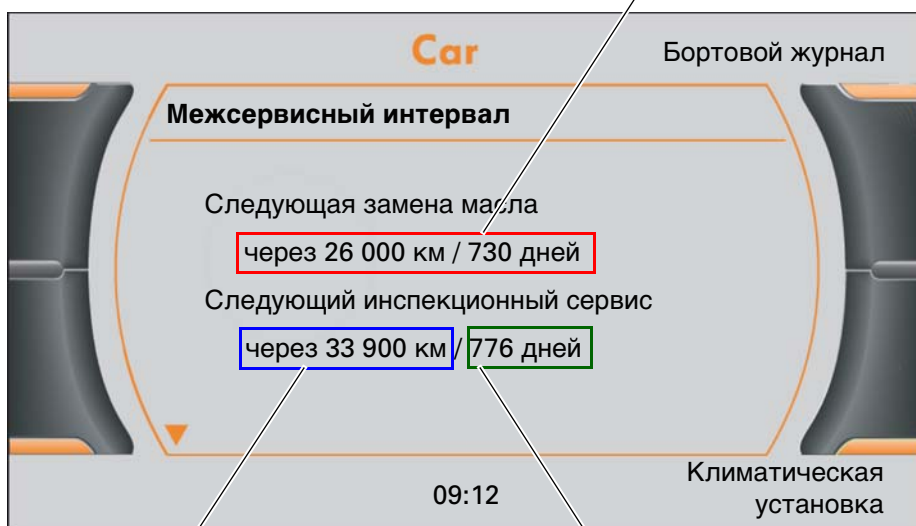 Car
Бортовой журнал
Межсервисный интервал
Следующая замена масла
через 26 000 км / 730 дней
Следующий инспекционный сервис
через 33 900 км / 776 дней
09:12
Климатическая
установка